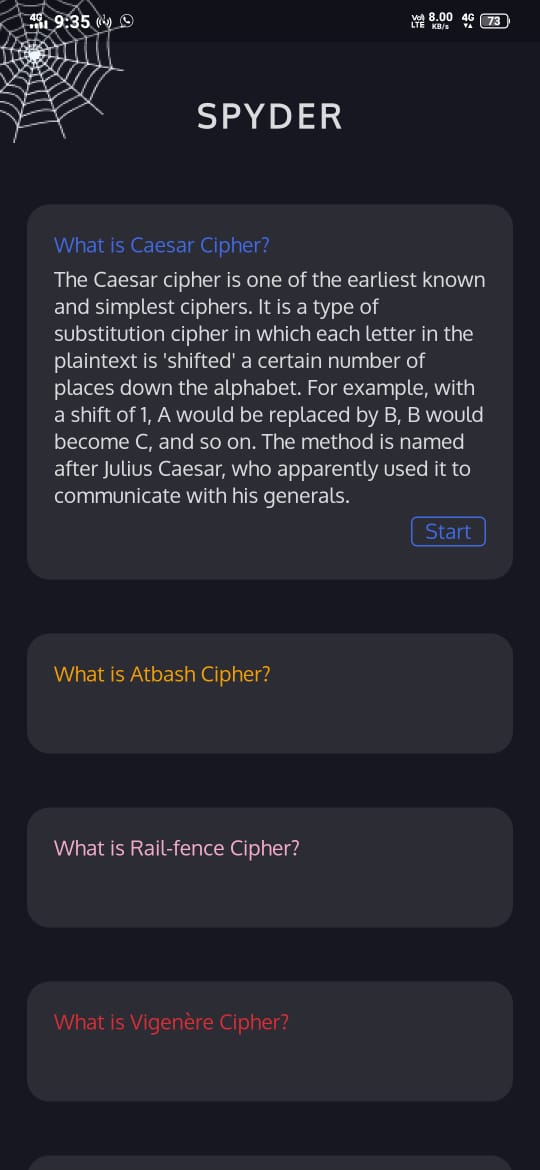 4G 9:35 Vo) LTE 8.00 KB/s 4G 73
SPYDER
What is Caesar Cipher?
The Caesar cipher is one of the earliest known
and simplest ciphers. It is a type of
substitution cipher in which each letter in the
plaintext is 'shifted' a certain number of
places down the alphabet. For example, with
a shift of 1, A would be replaced by B, B would
become C, and so on. The method is named
after Julius Caesar, who apparently used it to
communicate with his generals.
Start
What is Atbash Cipher?
What is Rail-fence Cipher?
What is Vigenère Cipher?